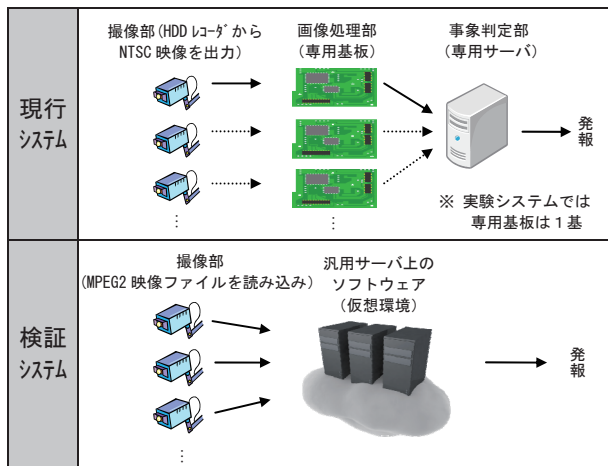 現行
ｼｽﾃﾑ
撮像部(HDD ﾚｺｰﾀﾞから
NTSC 映像を出力)
画像処理部
(専用基板)
事象判定部
(専用サーバ)
発報
※ 実験システムでは
専用基板は1基
⋮
⋮
検証
ｼｽﾃﾑ
撮像部
(MPEG2 映像ファイルを読み込み)
汎用サーバ上の
ソフトウェア
(仮想環境)
発報
⋮